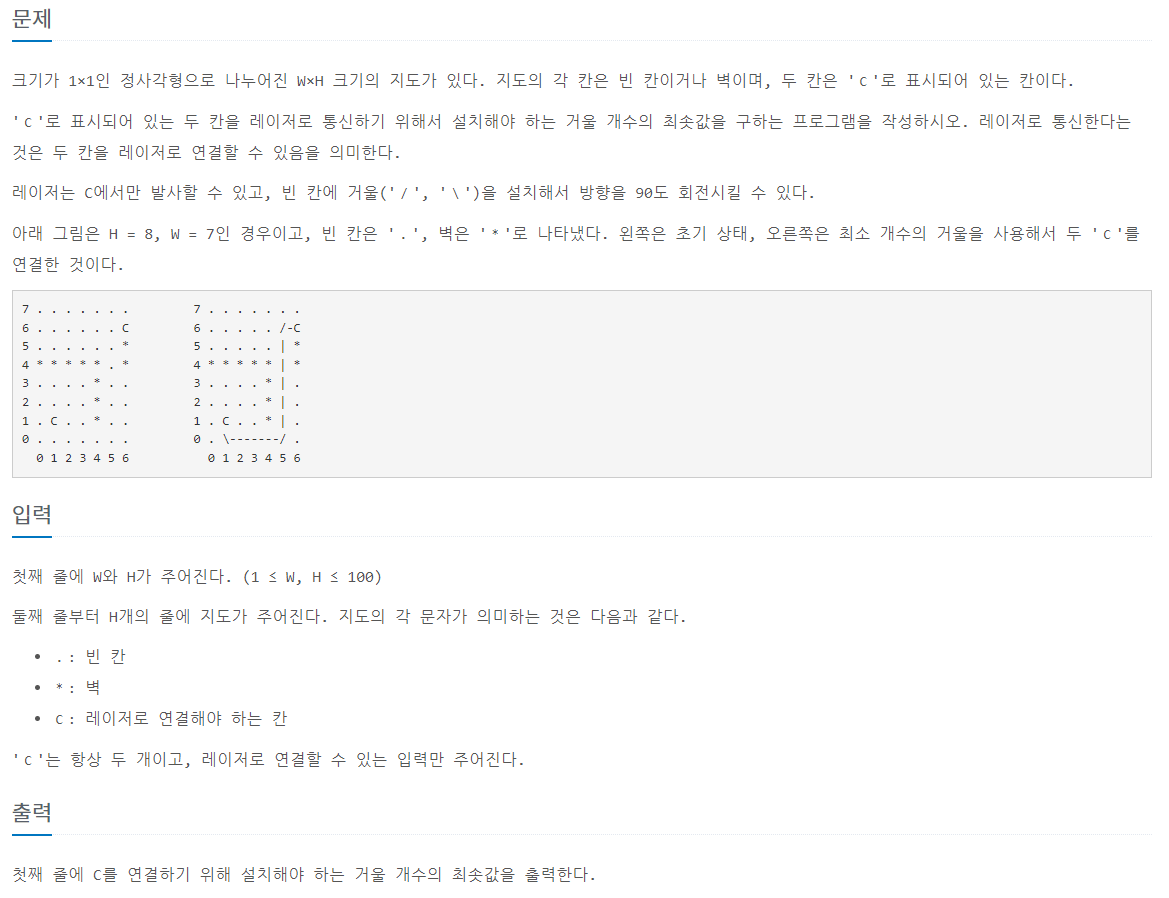 문제
크기가 1×1인 정사각형으로 나누어진 W×H 크기의 지도가 있다. 지도의 각 칸은 빈 칸이거나 벽이며, 두 칸은 'C'로 표시되어 있는 칸이다.
'C'로 표시되어 있는 두 칸을 레이저로 통신하기 위해서 설치해야 하는 거울 개수의 최솟값을 구하는 프로그램을 작성하시오. 레이저로 통신한다는
것은 두 칸을 레이저로 연결할 수 있음을 의미한다.
레이저는 C에서만 발사할 수 있고, 빈 칸에 거울('/', '\')을 설치해서 방향을 90도 회전시킬 수 있다.
아래 그림은 H = 8, W = 7인 경우이고, 빈 칸은 '.', 벽은 '*'로 나타냈다. 왼쪽은 초기 상태, 오른쪽은 최소 개수의 거울을 사용해서 두 'C'를
연결한 것이다.
7 . . . . . . .         7 . . . . . . .
6 . . . . . . C         6 . . . . . /-C
5 . . . . . . *         5 . . . . . | *
4 * * * * * . *         4 * * * * * | *
3 . . . . * . .         3 . . . . * | .
2 . . . . * . .         2 . . . . * | .
1 . C . . * . .         1 . C . . * | .
0 . . . . . . .         0 . \-------/ .
  0 1 2 3 4 5 6           0 1 2 3 4 5 6
입력
첫째 줄에 W와 H가 주어진다. (1 ≤ W, H ≤ 100)
둘째 줄부터 H개의 줄에 지도가 주어진다. 지도의 각 문자가 의미하는 것은 다음과 같다.
• . : 빈 칸
• * : 벽
• C : 레이저로 연결해야 하는 칸
'C'는 항상 두 개이고, 레이저로 연결할 수 있는 입력만 주어진다.
출력
첫째 줄에 C를 연결하기 위해 설치해야 하는 거울 개수의 최솟값을 출력한다.